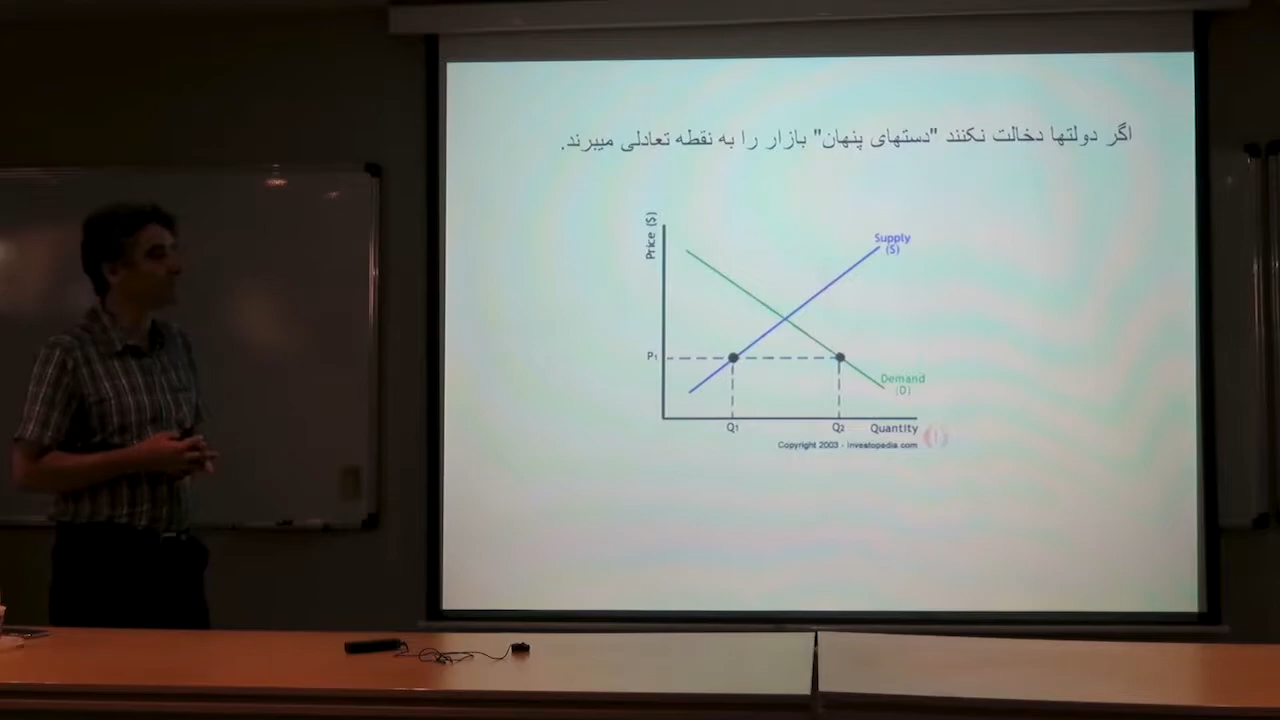 اگر دولتها دخالت نکنند "دستهای پنهان" بازار را به نقطه تعادلی میبرند.
Price ($)
Supply
(S)
P1
Demand
(D)
Q1
Q2
Quantity
Copyright 2003 - Investopedia.com